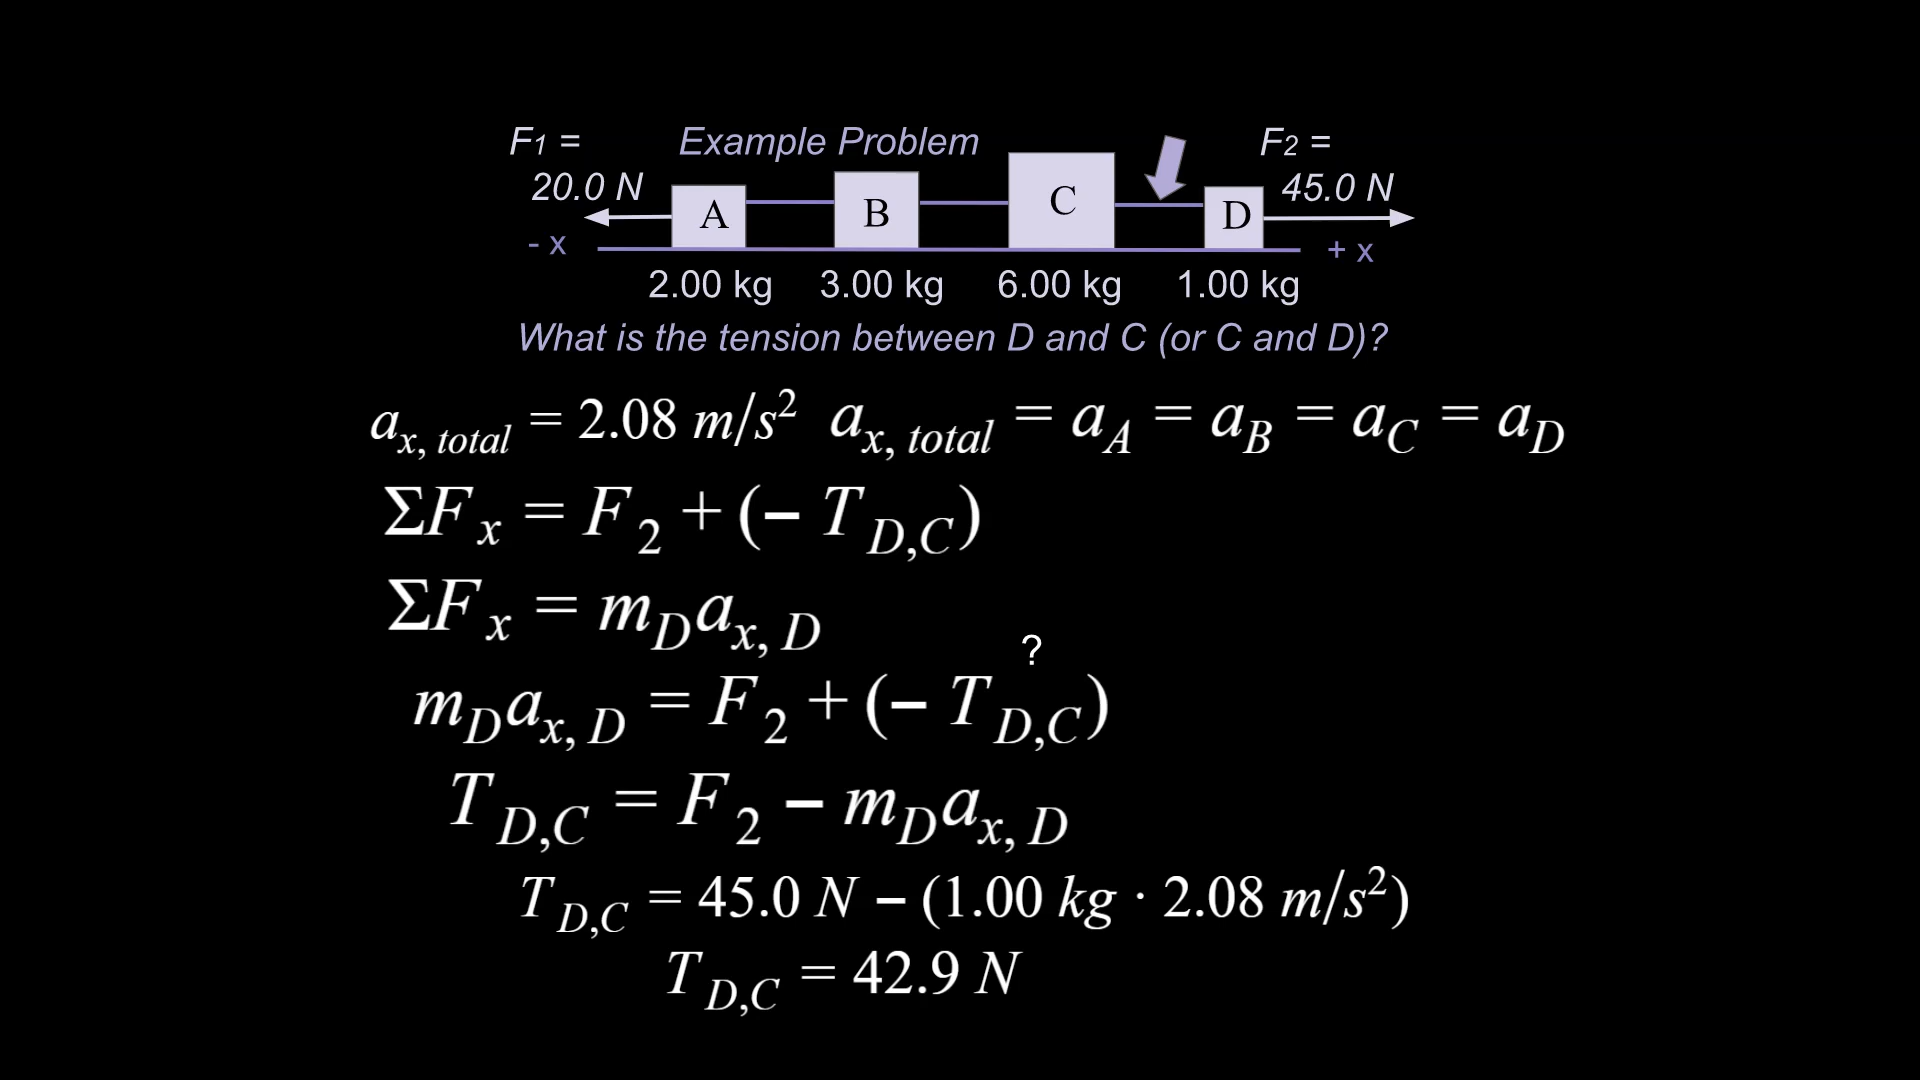 F1 = Example Problem F2 =
20.0 N A B C D 45.0 N
- x + x
2.00 kg 3.00 kg 6.00 kg 1.00 kg
What is the tension between D and C (or C and D)?
a_{x, total} = 2.08 m/s² a_{x, total} = a_A = a_B = a_C = a_D
ΣF_x = F_2 + (– T_{D,C})
ΣF_x = m_D a_{x, D}
?
m_D a_{x, D} = F_2 + (– T_{D,C})
T_{D,C} = F_2 – m_D a_{x, D}
T_{D,C} = 45.0 N – (1.00 kg · 2.08 m/s²)
T_{D,C} = 42.9 N